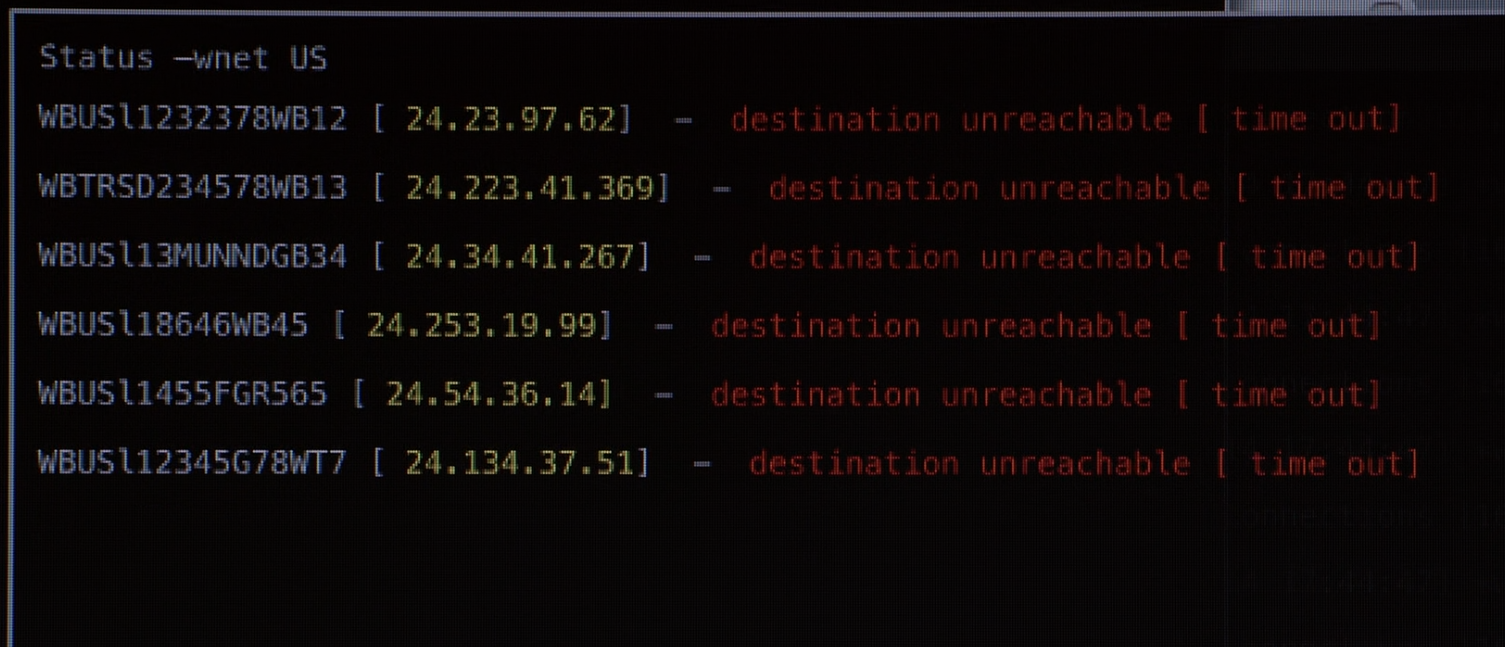 Status —wnet US
WBUSl1232378WB12 [ 24.23.97.62] — destination unreachable [ time out]
WBTRSD234578WB13 [ 24.223.41.369] — destination unreachable [ time out]
WBUSl13MUNNDGB34 [ 24.34.41.267] — destination unreachable [ time out]
WBUSl18646WB45 [ 24.253.19.99] — destination unreachable [ time out]
WBUSl1455FGR565 [ 24.54.36.14] — destination unreachable [ time out]
WBUSl12345G78WT7 [ 24.134.37.51] — destination unreachable [ time out]